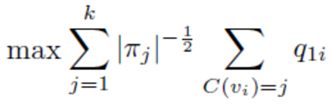 $\max \sum_{j=1}^{k} |\pi_j|^{-\frac{1}{2}} \sum_{C(v_i)=j} q_{1i}$